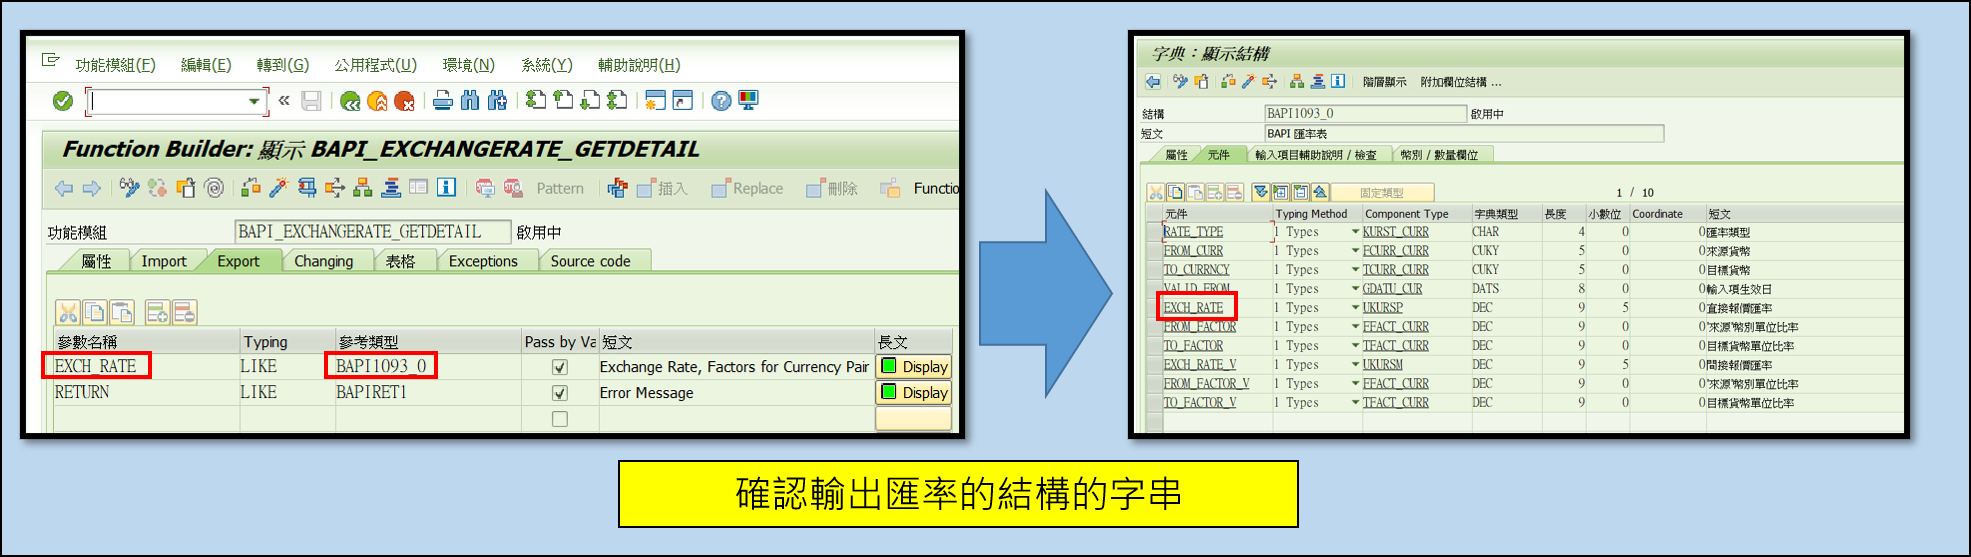 功能模組(F) 編輯(E) 轉到(G) 公用程式(U) 環境(N) 系統(Y) 輔助說明(H)
Function Builder: 顯示 BAPI_EXCHANGERATE_GETDETAIL
Pattern 插入 Replace 刪除 Functio
功能模組 BAPI_EXCHANGERATE_GETDETAIL 啟用中
屬性 Import Export Changing 表格 Exceptions Source code
參數名稱 Typing 參考類型 Pass by Va 短文 長文
EXCH_RATE LIKE BAPI1093_0 Exchange Rate, Factors for Currency Pair Display
RETURN LIKE BAPIRET1 Error Message Display
字典：顯示結構
階層顯示 附加欄位結構 ...
結構 BAPI1093_0 啟用中
短文 BAPI 匯率表
屬性 元件 輸入項目輔助說明 / 檢查 幣別 / 數量欄位
固定類型 1 / 10
元件 Typing Method Component Type 字典類型 長度 小數位 Coordinate 短文
RATE_TYPE 1 Types KURST_CURR CHAR 4 0 0 匯率類型
FROM_CURR 1 Types FCURR_CURR CUKY 5 0 0 來源貨幣
TO_CURRNCY 1 Types TCURR_CURR CUKY 5 0 0 目標貨幣
VALID_FROM 1 Types GDATU_CUR DATS 8 0 0 輸入項生效日
EXCH_RATE 1 Types UKURSP DEC 9 5 0 直接報價匯率
FROM_FACTOR 1 Types FFACT_CURR DEC 9 0 0 '來源'幣別單位比率
TO_FACTOR 1 Types TFACT_CURR DEC 9 0 0 目標貨幣單位比率
EXCH_RATE_V 1 Types UKURSM DEC 9 5 0 間接報價匯率
FROM_FACTOR_V 1 Types FFACT_CURR DEC 9 0 0 '來源'幣別單位比率
TO_FACTOR_V 1 Types TFACT_CURR DEC 9 0 0 目標貨幣單位比率
確認輸出匯率的結構的字串